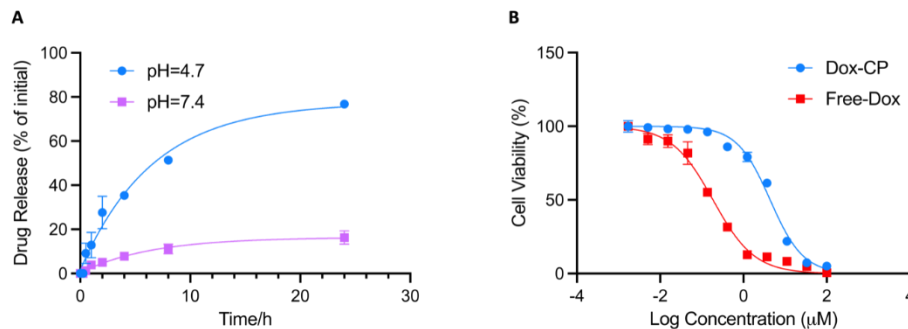 A
Drug Release (% of initial)
100
80
60
40
20
0
pH=4.7
pH=7.4
0
10
20
30
Time/h
B
Cell Viability (%)
150
100
50
0
Dox-CP
Free-Dox
-4
-2
0
2
4
Log Concentration (μM)